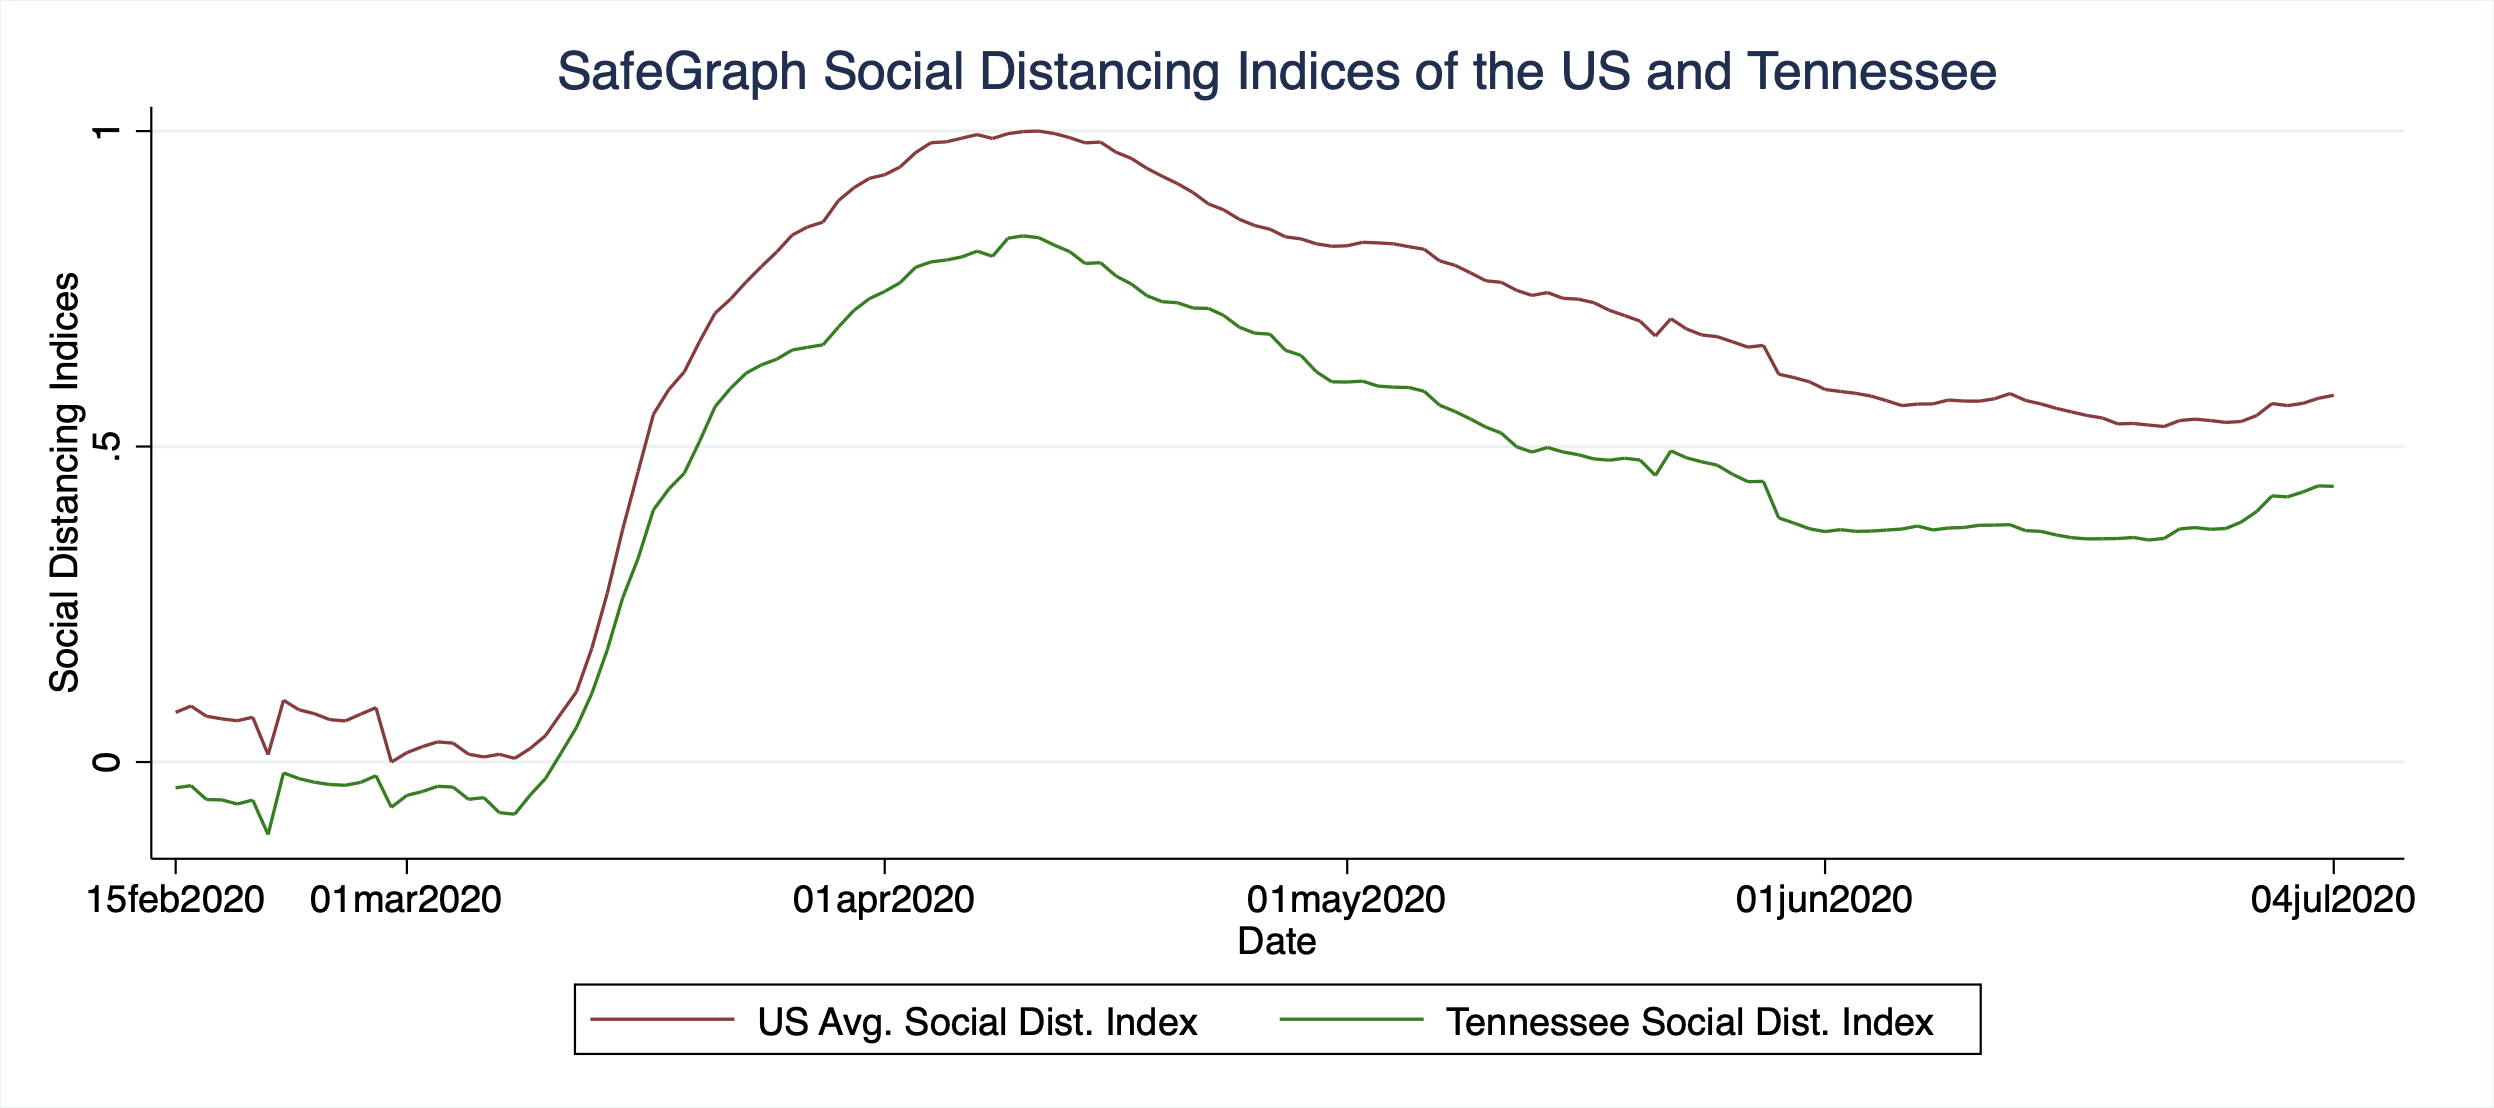 SafeGraph Social Distancing Indices of the US and Tennessee
Social Distancing Indices
1
.5
0
15feb2020 01mar2020 01apr2020 01may2020 01jun2020 04jul2020
Date
US Avg. Social Dist. Index Tennessee Social Dist. Index